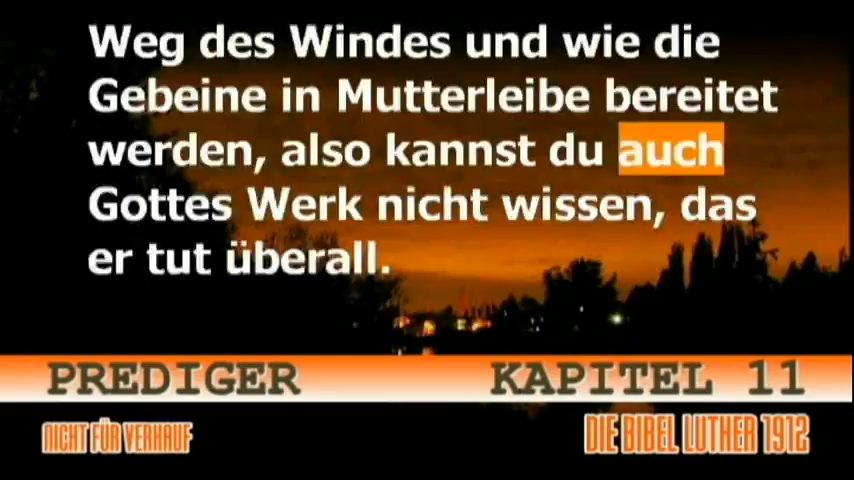 Weg des Windes und wie die
Gebeine in Mutterleibe bereitet
werden, also kannst du auch
Gottes Werk nicht wissen, das
er tut überall.
PREDIGER KAPITEL 11
NICHT FÜR VERKAUF DIE BIBEL LUTHER 1912